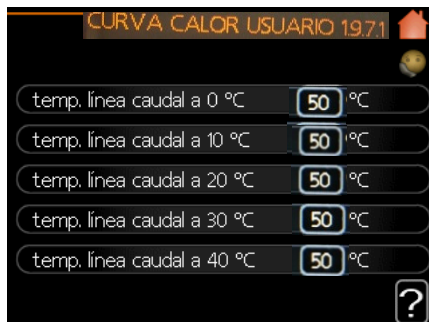 CURVA CALOR USUARIO 1.9.7.1
temp. línea caudal a 0 °C 50 °C
temp. línea caudal a 10 °C 50 °C
temp. línea caudal a 20 °C 50 °C
temp. línea caudal a 30 °C 50 °C
temp. línea caudal a 40 °C 50 °C
?